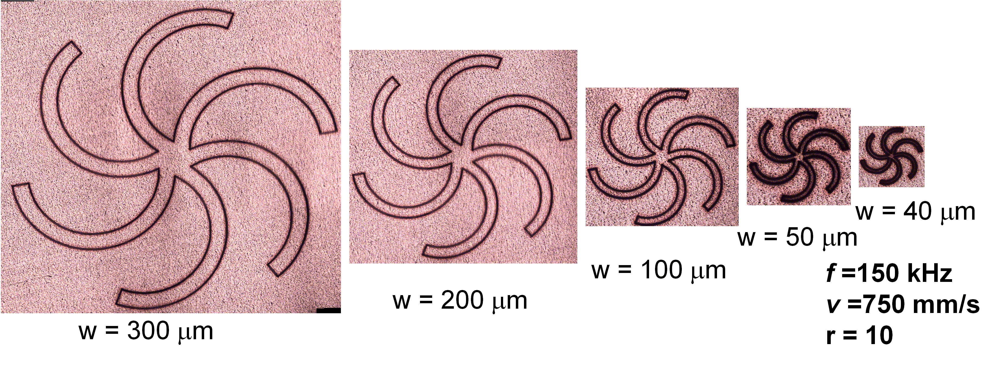 w = 300 μm
w = 200 μm
w = 100 μm
w = 50 μm
w = 40 μm
f =150 kHz
v =750 mm/s
r = 10